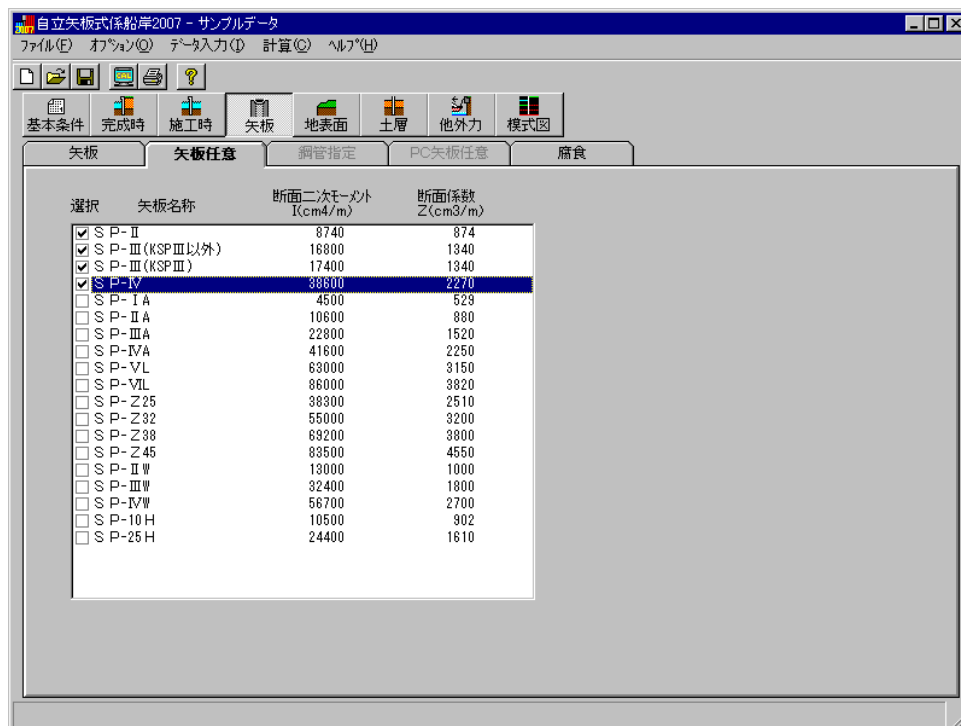 自立矢板式係船岸2007 - サンプルデータ
ファイル(F) オプション(O) データ入力(I) 計算(C) ヘルプ(H)
基本条件 完成時 施工時 矢板 地表面 土層 他外力 模式図
矢板 矢板任意 鋼管指定 PC矢板任意 腐食
選択 矢板名称 断面二次モーメント I(cm4/m) 断面係数 Z(cm3/m)
ＳＰ-Ⅱ 8740 874
ＳＰ-Ⅲ(KSPⅢ以外) 16800 1340
ＳＰ-Ⅲ(KSPⅢ) 17400 1340
ＳＰ-Ⅳ 38600 2270
ＳＰ-ⅠA 4500 529
ＳＰ-ⅡA 10600 880
ＳＰ-ⅢA 22800 1520
ＳＰ-ⅣA 41600 2250
ＳＰ-ⅤL 63000 3150
ＳＰ-ⅥL 86000 3820
ＳＰ-Ｚ25 38300 2510
ＳＰ-Ｚ32 55000 3200
ＳＰ-Ｚ38 69200 3800
ＳＰ-Ｚ45 83500 4550
ＳＰ-ⅡW 13000 1000
ＳＰ-ⅢW 32400 1800
ＳＰ-ⅣW 56700 2700
ＳＰ-10Ｈ 10500 902
ＳＰ-25Ｈ 24400 1610